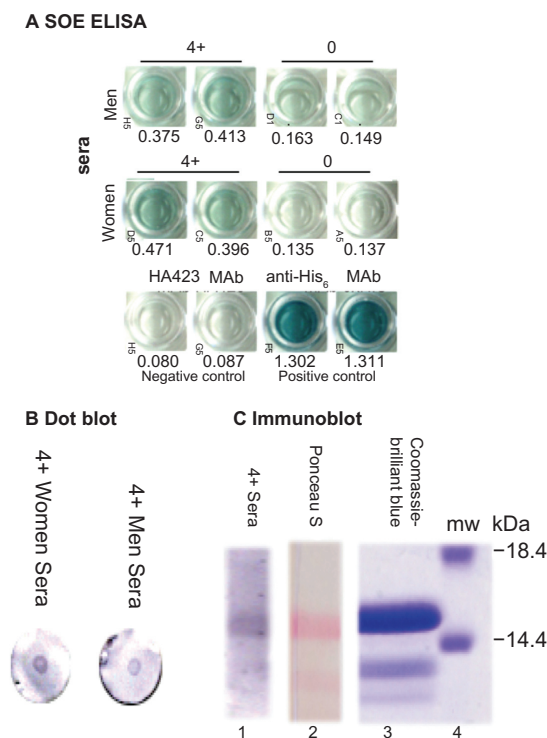 A SOE ELISA
4+ 0
Men
H5 G5 D1 C1
0.375 0.413 0.163 0.149
sera
4+ 0
Women
D5 C5 B5 A5
0.471 0.396 0.135 0.137
HA423 MAb anti-His6 MAb
H5 G5 F5 E5
0.080 0.087 1.302 1.311
Negative control Positive control
B Dot blot
4+ Women Sera
4+ Men Sera
C Immunoblot
4+ Sera
Ponceau S
Coomassie-
brilliant blue
mw kDa
–18.4
–14.4
1 2 3 4